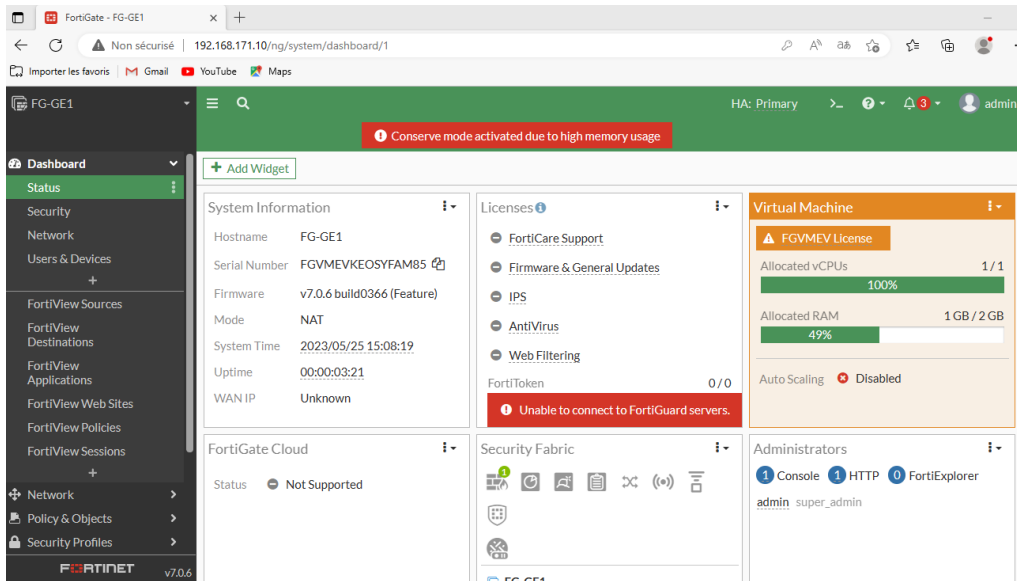 FortiGate - FG-GE1
Non sécurisé | 192.168.171.10/ng/system/dashboard/1
Importer les favoris Gmail YouTube Maps
FG-GE1
HA: Primary >_ 3 admin
Conserve mode activated due to high memory usage
Dashboard
Status
Security
Network
Users & Devices
+
FortiView Sources
FortiView
Destinations
FortiView
Applications
FortiView Web Sites
FortiView Policies
FortiView Sessions
+
Network
Policy & Objects
Security Profiles
FORTINET v7.0.6
+ Add Widget
System Information
Hostname FG-GE1
Serial Number FGVMEVKEOSYFAM85
Firmware v7.0.6 build0366 (Feature)
Mode NAT
System Time 2023/05/25 15:08:19
Uptime 00:00:03:21
WAN IP Unknown
Licenses
FortiCare Support
Firmware & General Updates
IPS
AntiVirus
Web Filtering
FortiToken 0/0
Unable to connect to FortiGuard servers.
Virtual Machine
FGVMEV License
Allocated vCPUs 1/1
100%
Allocated RAM 1 GB / 2 GB
49%
Auto Scaling Disabled
FortiGate Cloud
Status Not Supported
Security Fabric
1
FG-GE1
Administrators
1 Console 1 HTTP 0 FortiExplorer
admin super_admin